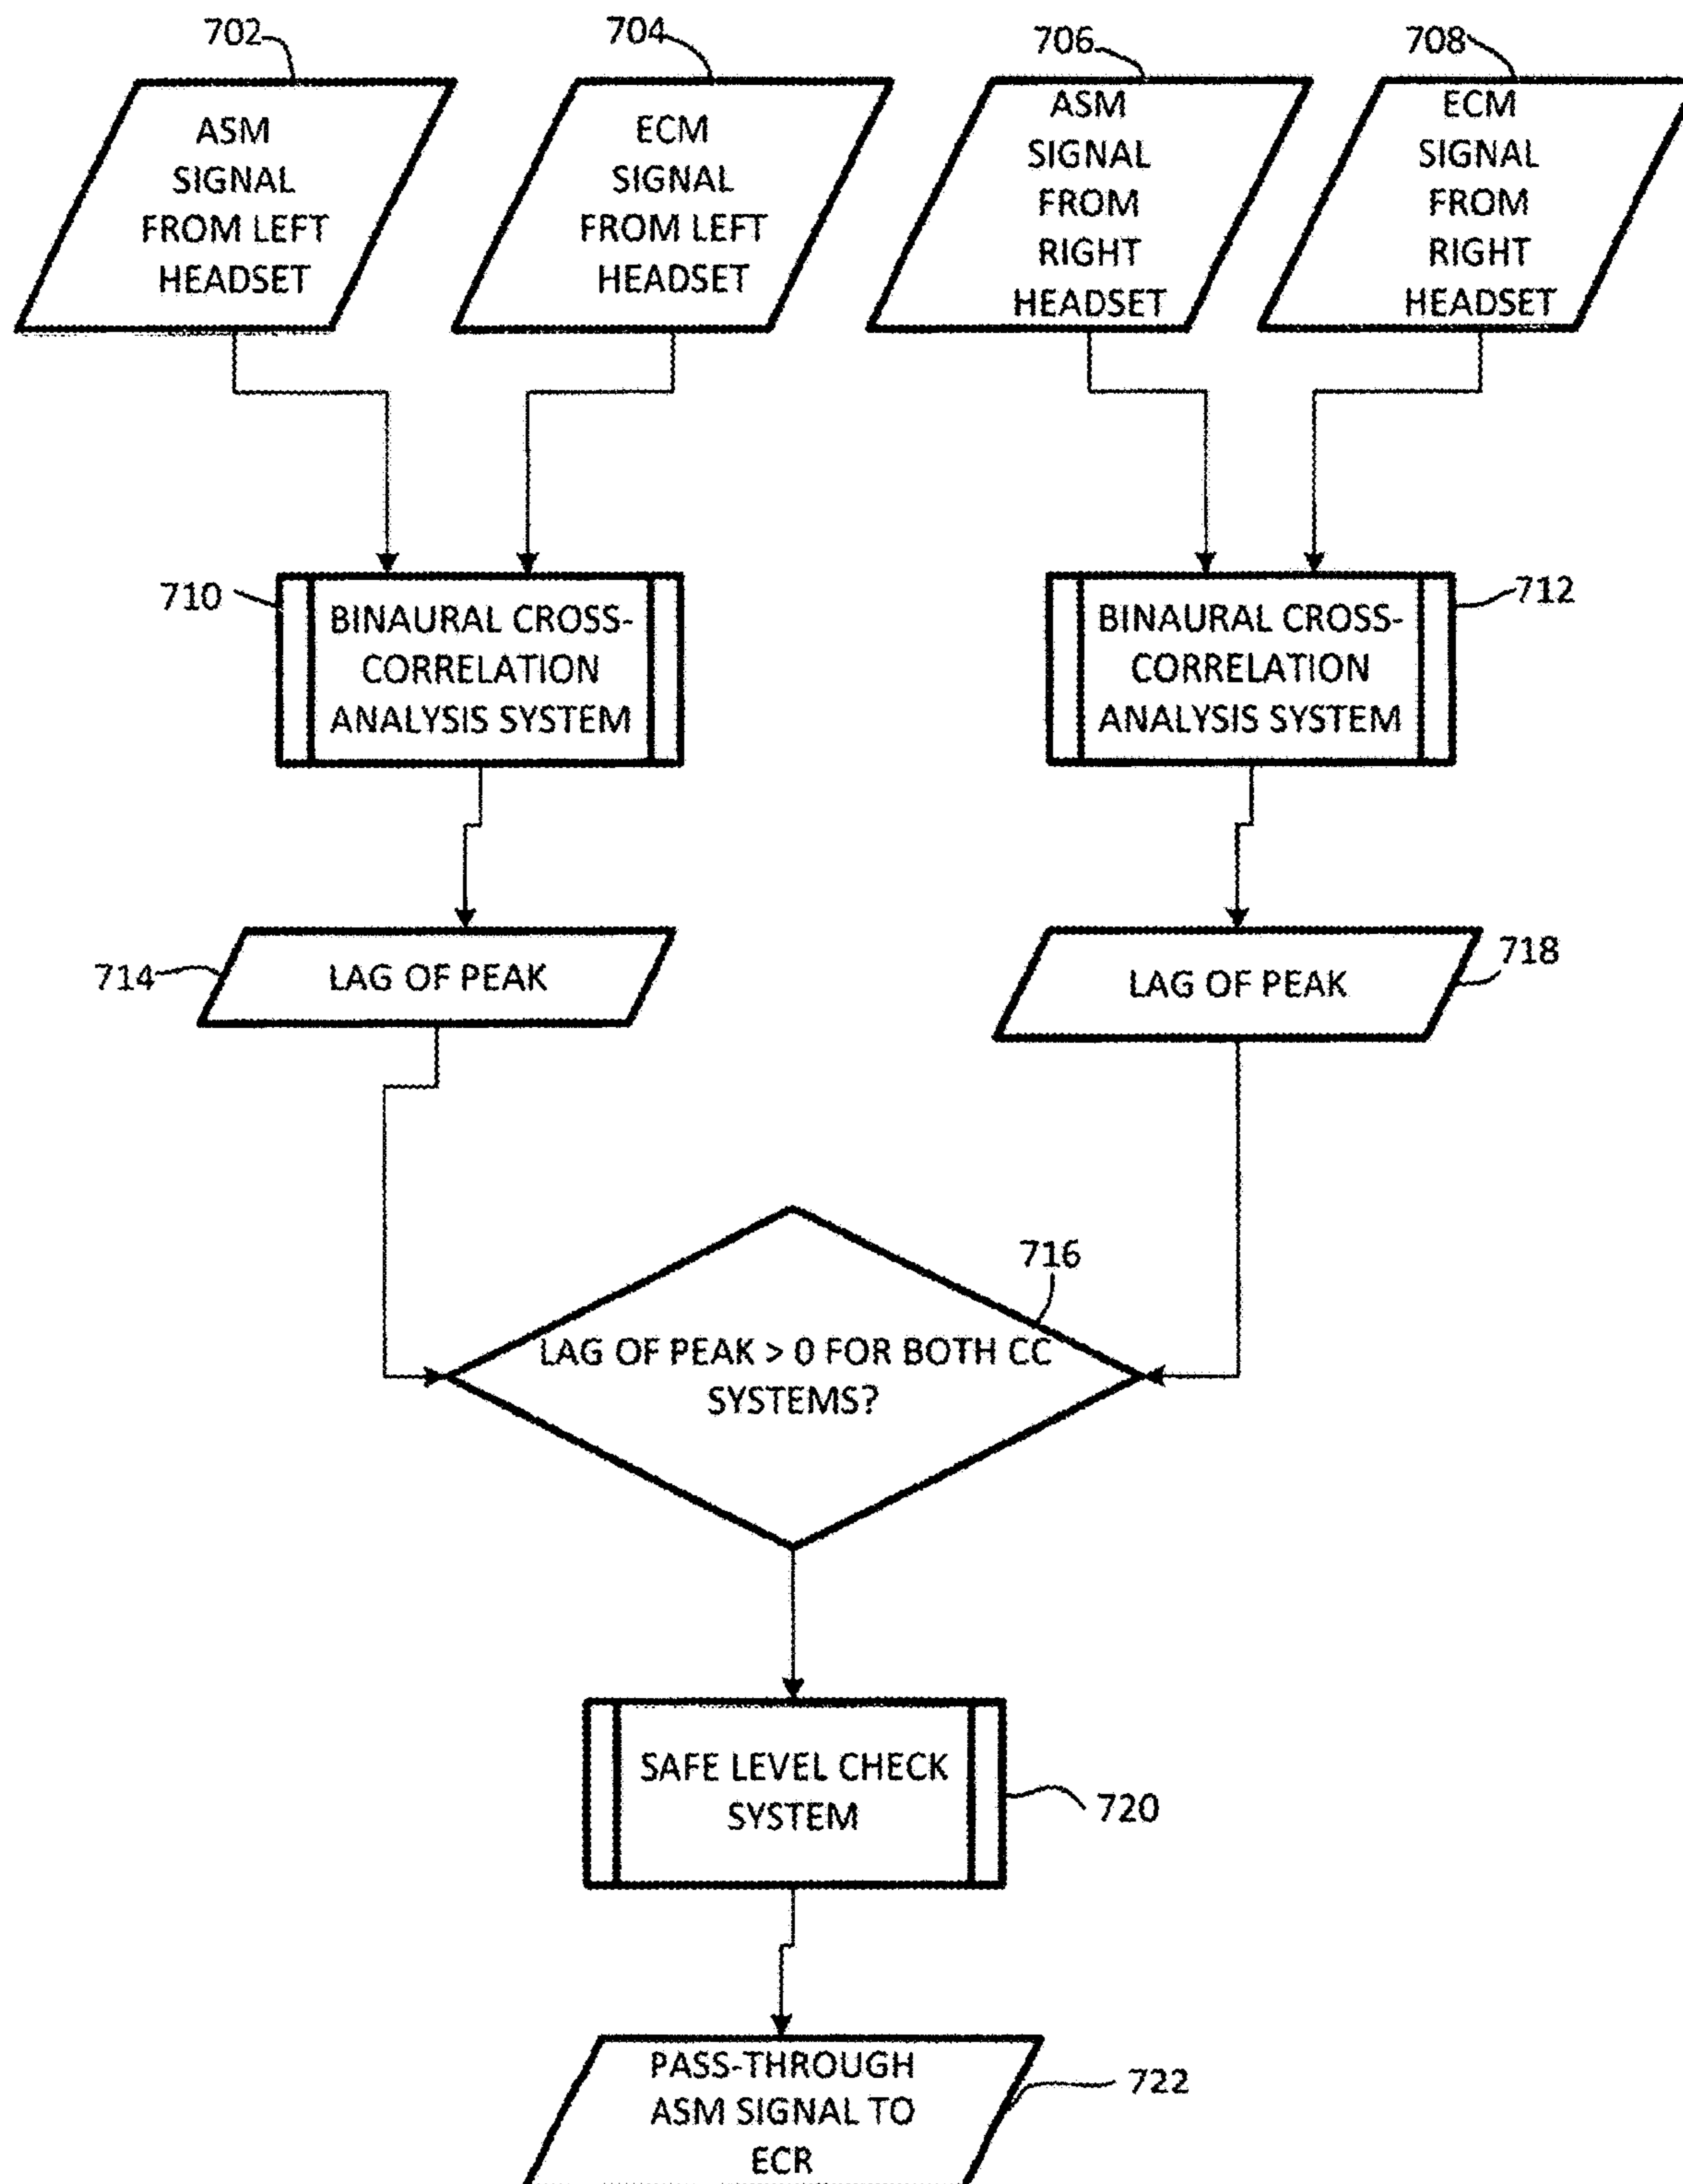 702
704
706
708
ASM
SIGNAL
FROM LEFT
HEADSET
ECM
SIGNAL
FROM LEFT
HEADSET
ASM
SIGNAL
FROM
RIGHT
HEADSET
ECM
SIGNAL
FROM
RIGHT
HEADSET
710
BINAURAL CROSS-
CORRELATION
ANALYSIS SYSTEM
BINAURAL CROSS-
CORRELATION
ANALYSIS SYSTEM
712
714
LAG OF PEAK
LAG OF PEAK
718
716
LAG OF PEAK > 0 FOR BOTH CC
SYSTEMS?
SAFE LEVEL CHECK
SYSTEM
720
PASS-THROUGH
ASM SIGNAL TO
ECR
722